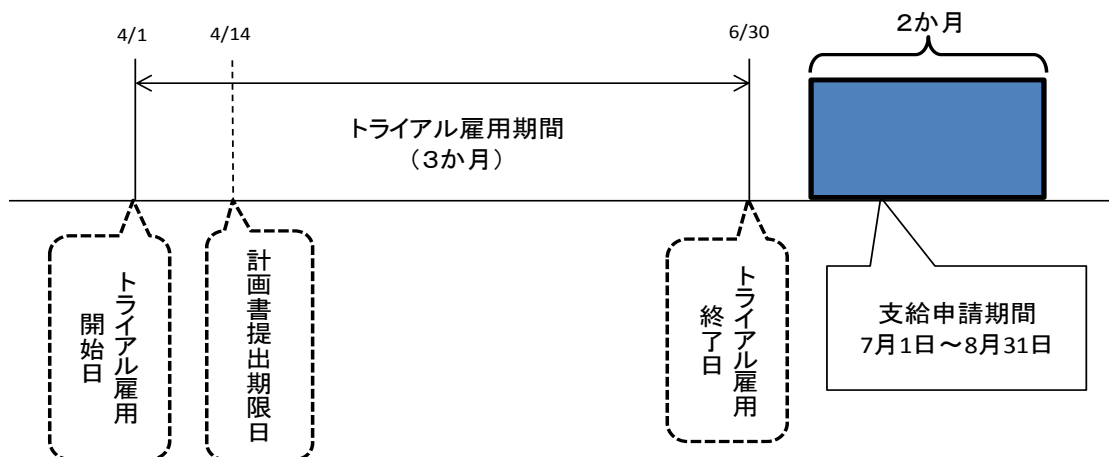 4/1
4/14
6/30
2か月
トライアル雇用期間
（3か月）
トライアル雇用
開始日
計画書提出期限日
トライアル雇用
終了日
支給申請期間
7月1日～8月31日